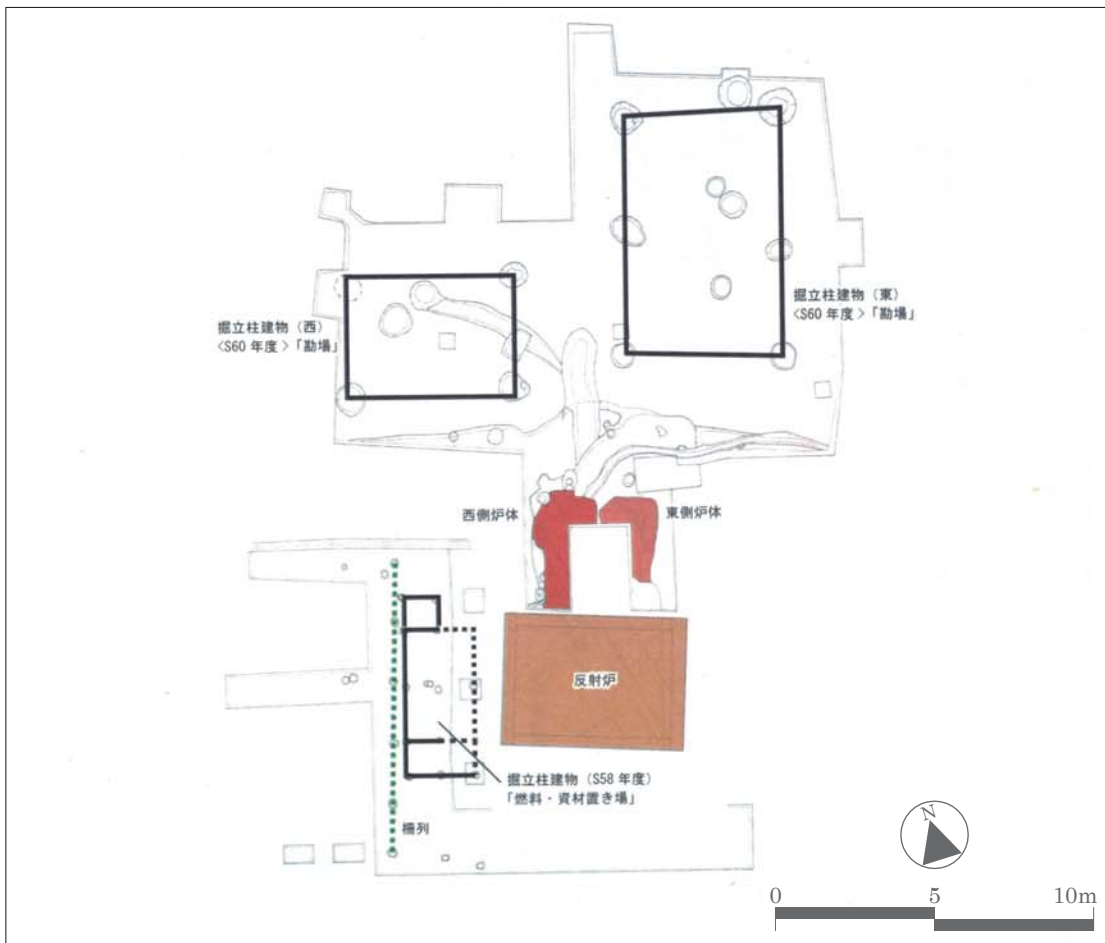 掘立柱建物（東）
<S60 年度>「勘場」
掘立柱建物（西）
<S60 年度>「勘場」
西側炉体
東側炉体
反射炉
掘立柱建物（S58 年度）
「燃料・資材置き場」
柵列
N
0 5 10m